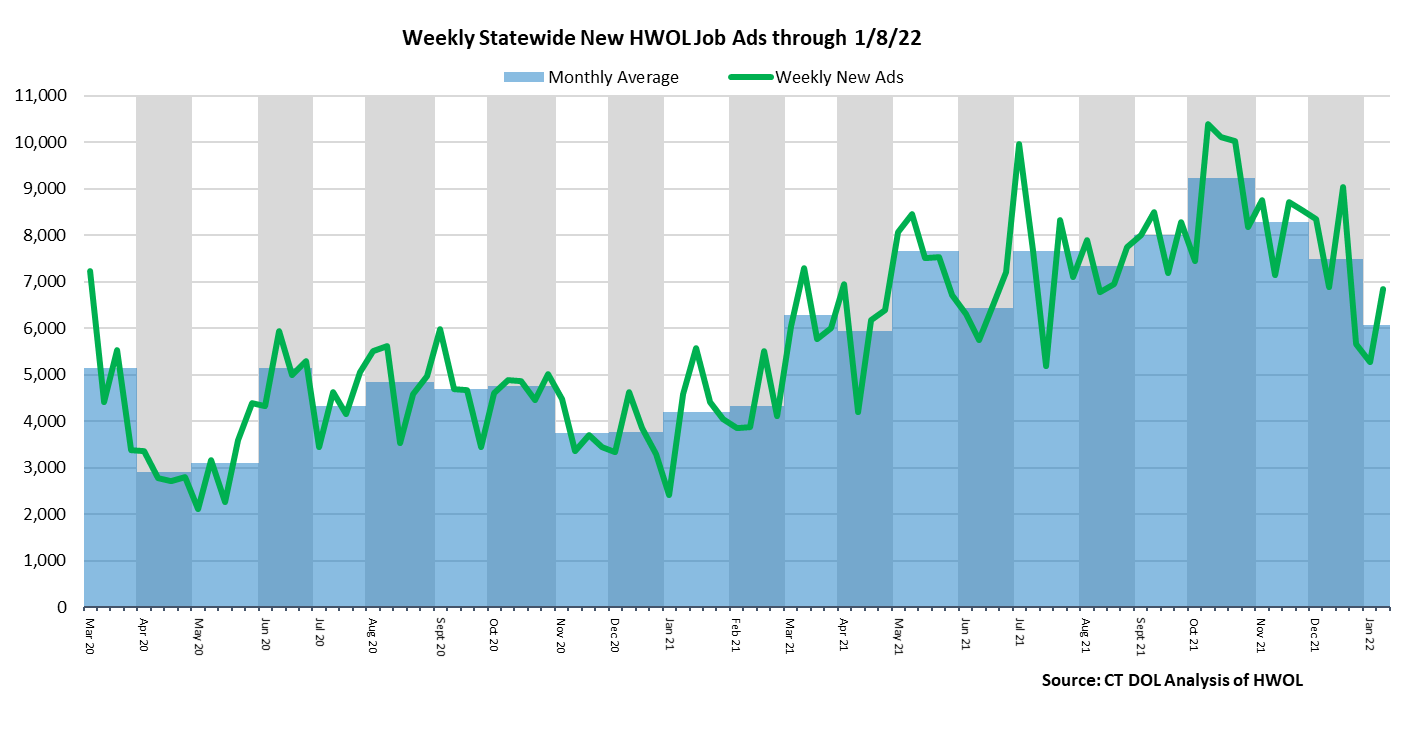 Weekly Statewide New HWOL Job Ads through 1/8/22
Monthly Average
Weekly New Ads
11,000
10,000
9,000
8,000
7,000
6,000
5,000
4,000
3,000
2,000
1,000
0
Mar 20
Apr 20
May 20
Jun 20
Jul 20
Aug 20
Sept 20
Oct 20
Nov 20
Dec 20
Jan 21
Feb 21
Mar 21
Apr 21
May 21
Jun 21
Jul 21
Aug 21
Sept 21
Oct 21
Nov 21
Dec 21
Jan 22
Source: CT DOL Analysis of HWOL